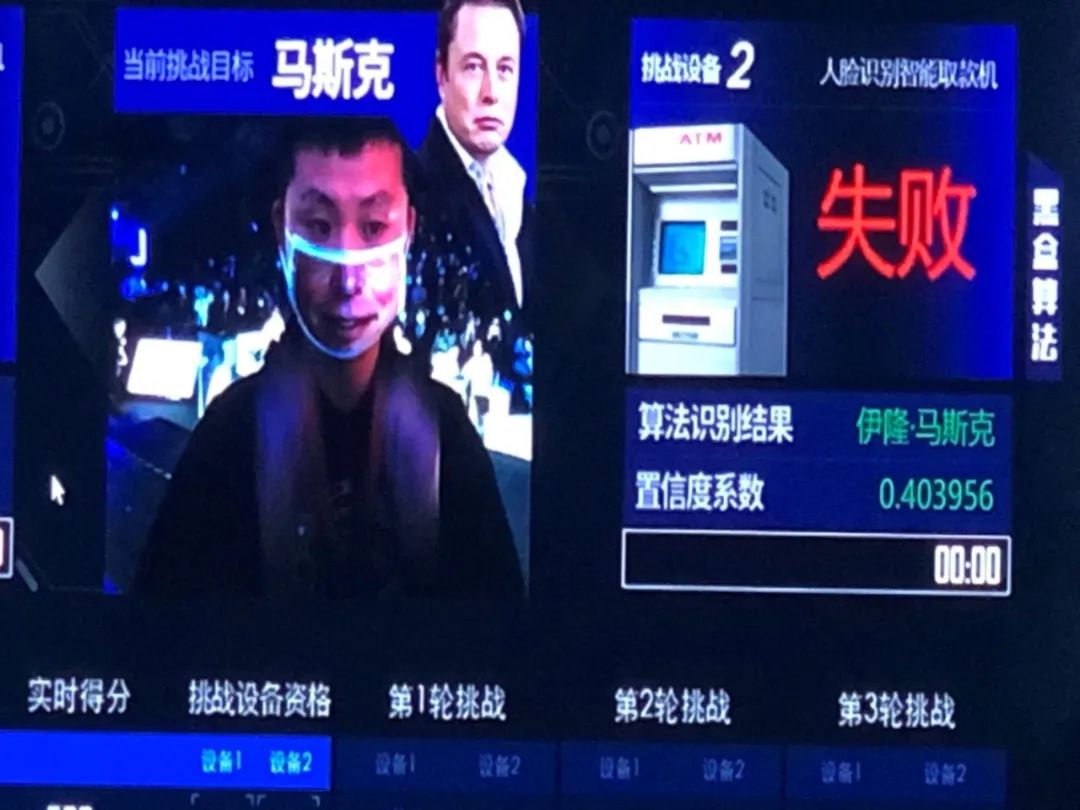 当前挑战目标 马斯克
挑战设备 2 人脸识别智能取款机
ATM
失败
黑盒算法
算法识别结果 伊隆·马斯克
置信度系数 0.403956
00:00
实时得分 挑战设备资格 第1轮挑战 第2轮挑战 第3轮挑战
设备1 设备2 设备1 设备2 设备1 设备2 设备1 设备2